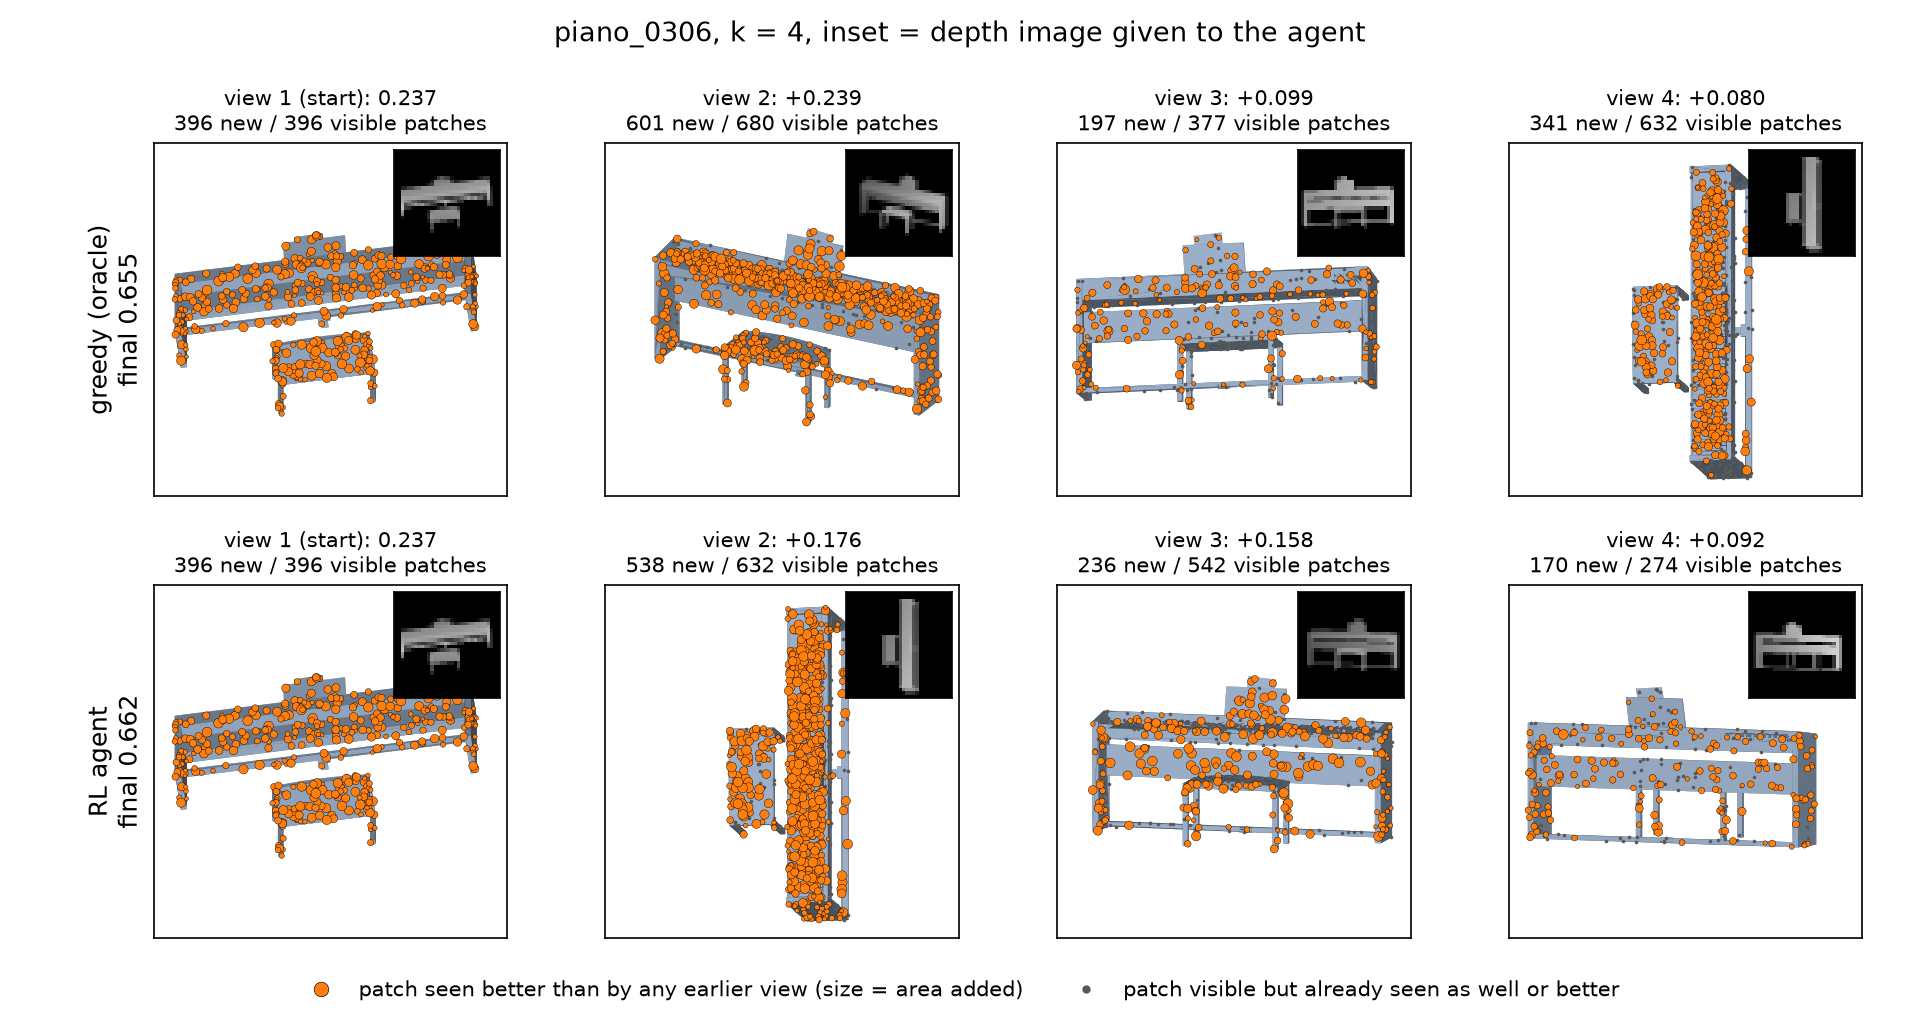 piano_0306, k = 4, inset = depth image given to the agent
view 1 (start): 0.237
396 new / 396 visible patches
view 2: +0.239
601 new / 680 visible patches
view 3: +0.099
197 new / 377 visible patches
view 4: +0.080
341 new / 632 visible patches
greedy (oracle)
final 0.655
view 1 (start): 0.237
396 new / 396 visible patches
view 2: +0.176
538 new / 632 visible patches
view 3: +0.158
236 new / 542 visible patches
view 4: +0.092
170 new / 274 visible patches
RL agent
final 0.662
patch seen better than by any earlier view (size = area added)
patch visible but already seen as well or better